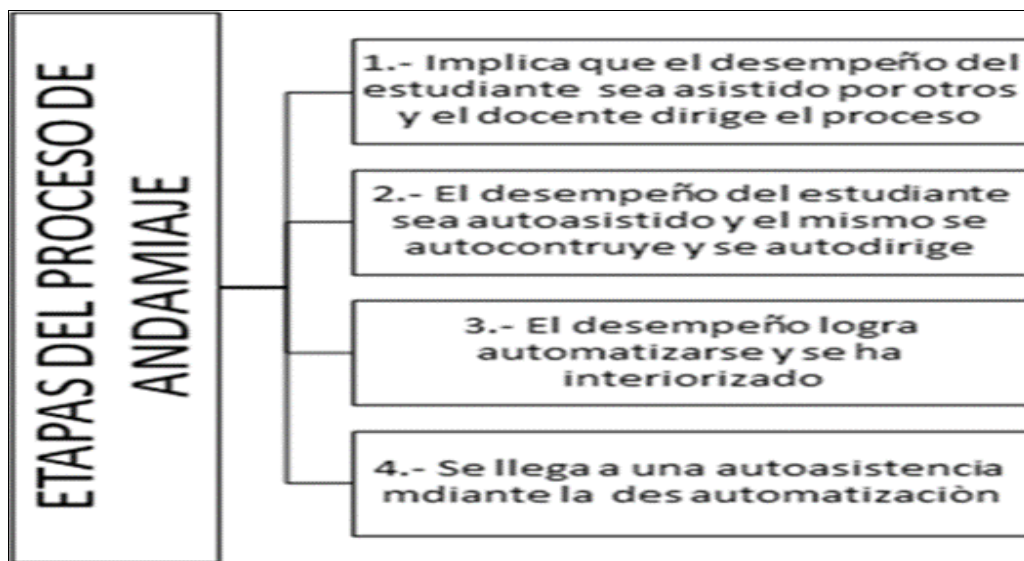 ETAPAS DEL PROCESO DE
ANDAMIAJE
1.- Implica que el desempeño del
estudiante sea asistido por otros
y el docente dirige el proceso
2.- El desempeño del estudiante
sea autoasistido y el mismo se
autocontruye y se autodirige
3.- El desempeño logra
automatizarse y se ha
interiorizado
4.- Se llega a una autoasistencia
mdiante la des automatizaciòn